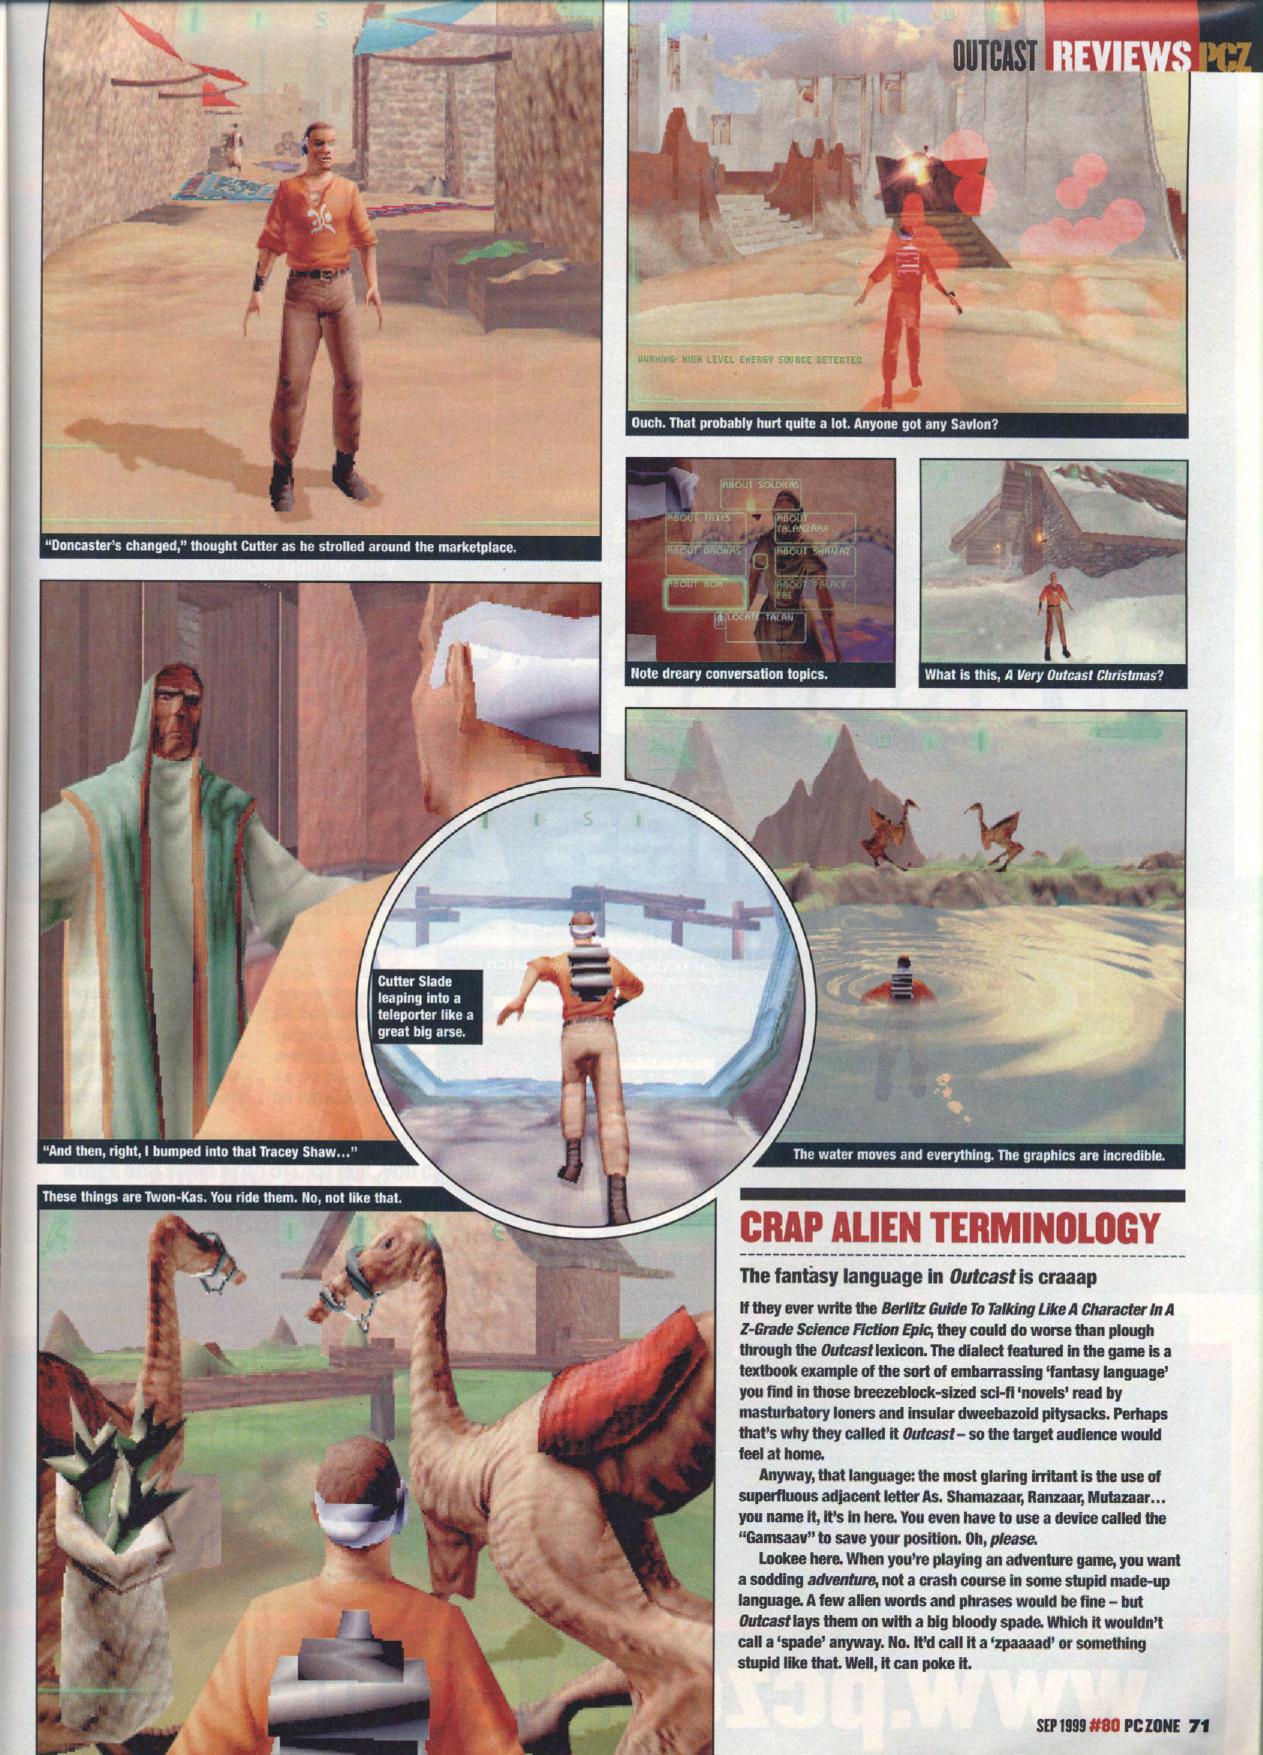 OUTCAST REVIEWS PCZ
WARNING: HIGH LEVEL ENERGY SOURCE DETECTED
Ouch. That probably hurt quite a lot. Anyone got any Savlon?
"Doncaster's changed," thought Cutter as he strolled around the marketplace.
ABOUT SOLDIERS
ABOUT TAXES
ABOUT
TALANZAAR
ABOUT DAOKAS
ABOUT SHAMAZ
ABOUT
ABOUT PALACE
LOCATE TALAN
Note dreary conversation topics.
What is this, A Very Outcast Christmas?
Cutter Slade
leaping into a
teleporter like a
great big arse.
"And then, right, I bumped into that Tracey Shaw..."
The water moves and everything. The graphics are incredible.
These things are Twon-Kas. You ride them. No, not like that.
CRAP ALIEN TERMINOLOGY
The fantasy language in Outcast is craaap
If they ever write the Berlitz Guide To Talking Like A Character In A
Z-Grade Science Fiction Epic, they could do worse than plough
through the Outcast lexicon. The dialect featured in the game is a
textbook example of the sort of embarrassing 'fantasy language'
you find in those breezeblock-sized sci-fi 'novels' read by
masturbatory loners and insular dweebazoid pitysacks. Perhaps
that's why they called it Outcast – so the target audience would
feel at home.
Anyway, that language: the most glaring irritant is the use of
superfluous adjacent letter As. Shamazaar, Ranzaar, Mutazaar...
you name it, it's in here. You even have to use a device called the
"Gamsaav" to save your position. Oh, please.
Lookee here. When you're playing an adventure game, you want
a sodding adventure, not a crash course in some stupid made-up
language. A few alien words and phrases would be fine – but
Outcast lays them on with a big bloody spade. Which it wouldn't
call a 'spade' anyway. No. It'd call it a 'zpaaaad' or something
stupid like that. Well, it can poke it.
SEP 1999 #80 PC ZONE 71